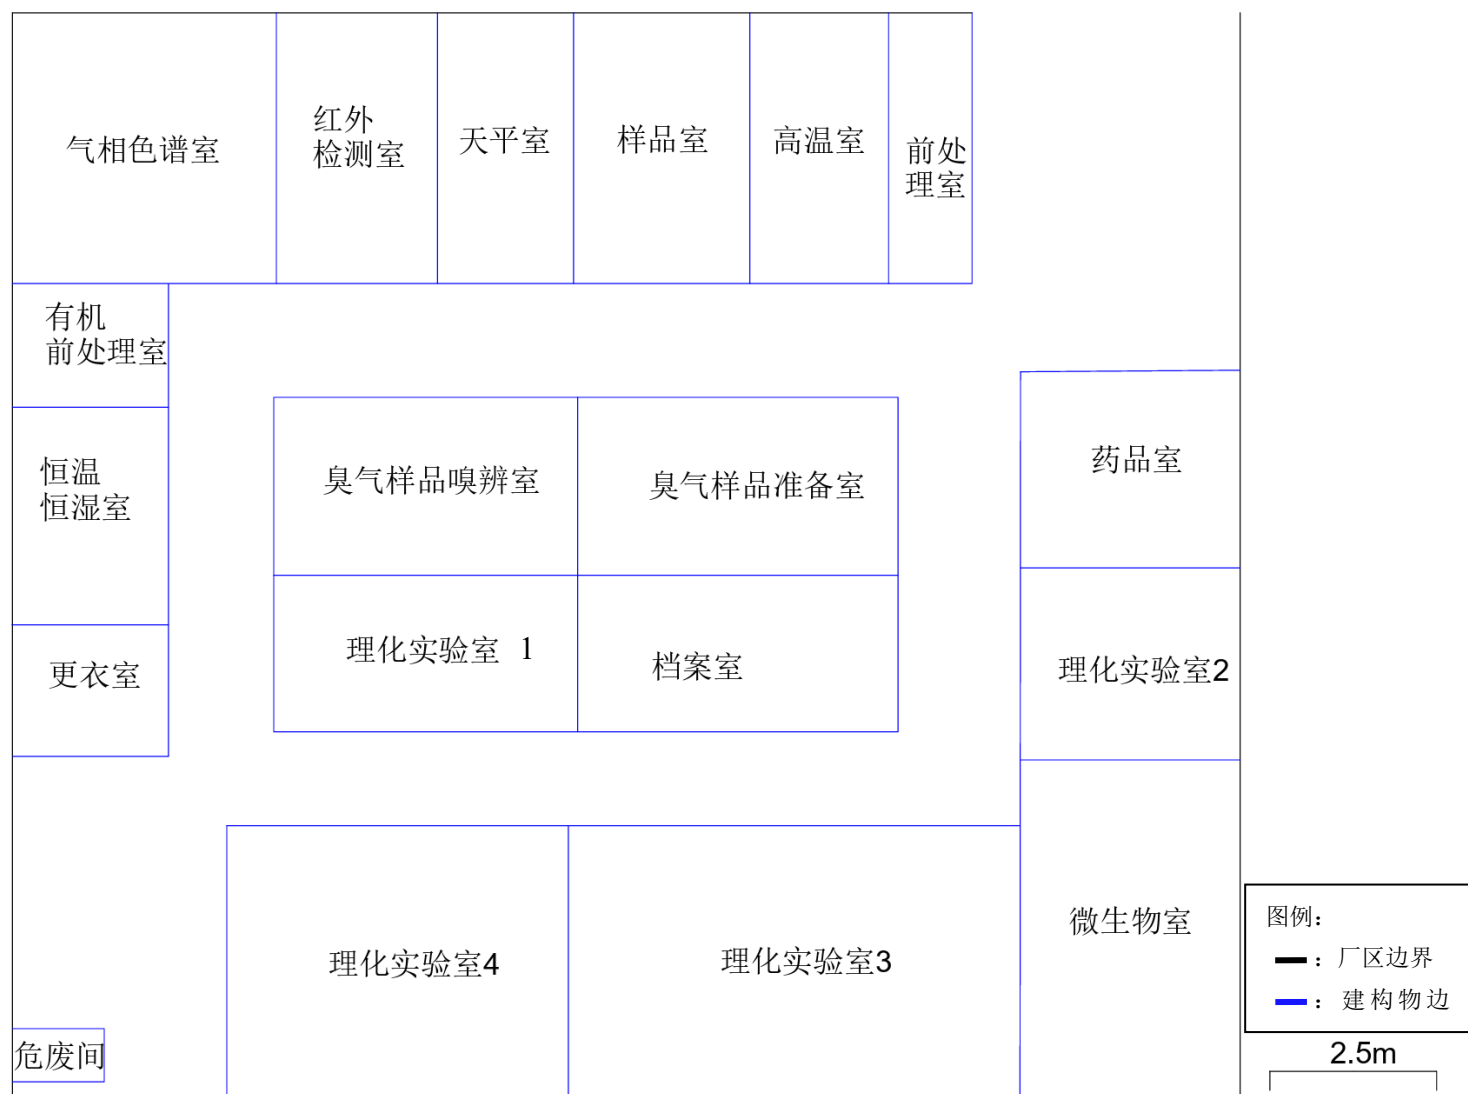 气相色谱室
红外
检测室
天平室
样品室
高温室
前处
理室
有机
前处理室
恒温
恒湿室
更衣室
臭气样品嗅辨室
臭气样品准备室
理化实验室 1
档案室
药品室
理化实验室2
微生物室
理化实验室4
理化实验室3
危废间
图例：
：厂区边界
：建构物边
2.5m